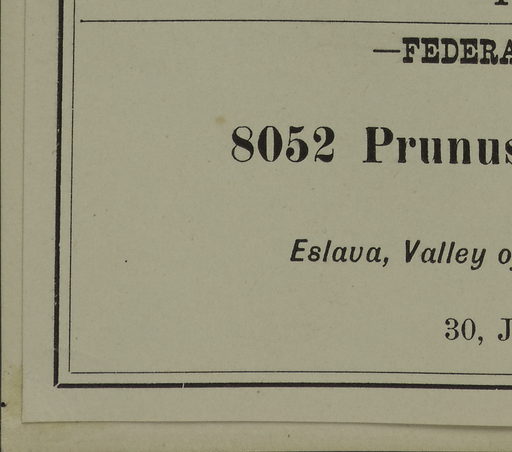 —FEDERA
8052 Prunus
Eslava, Valley o
30, J